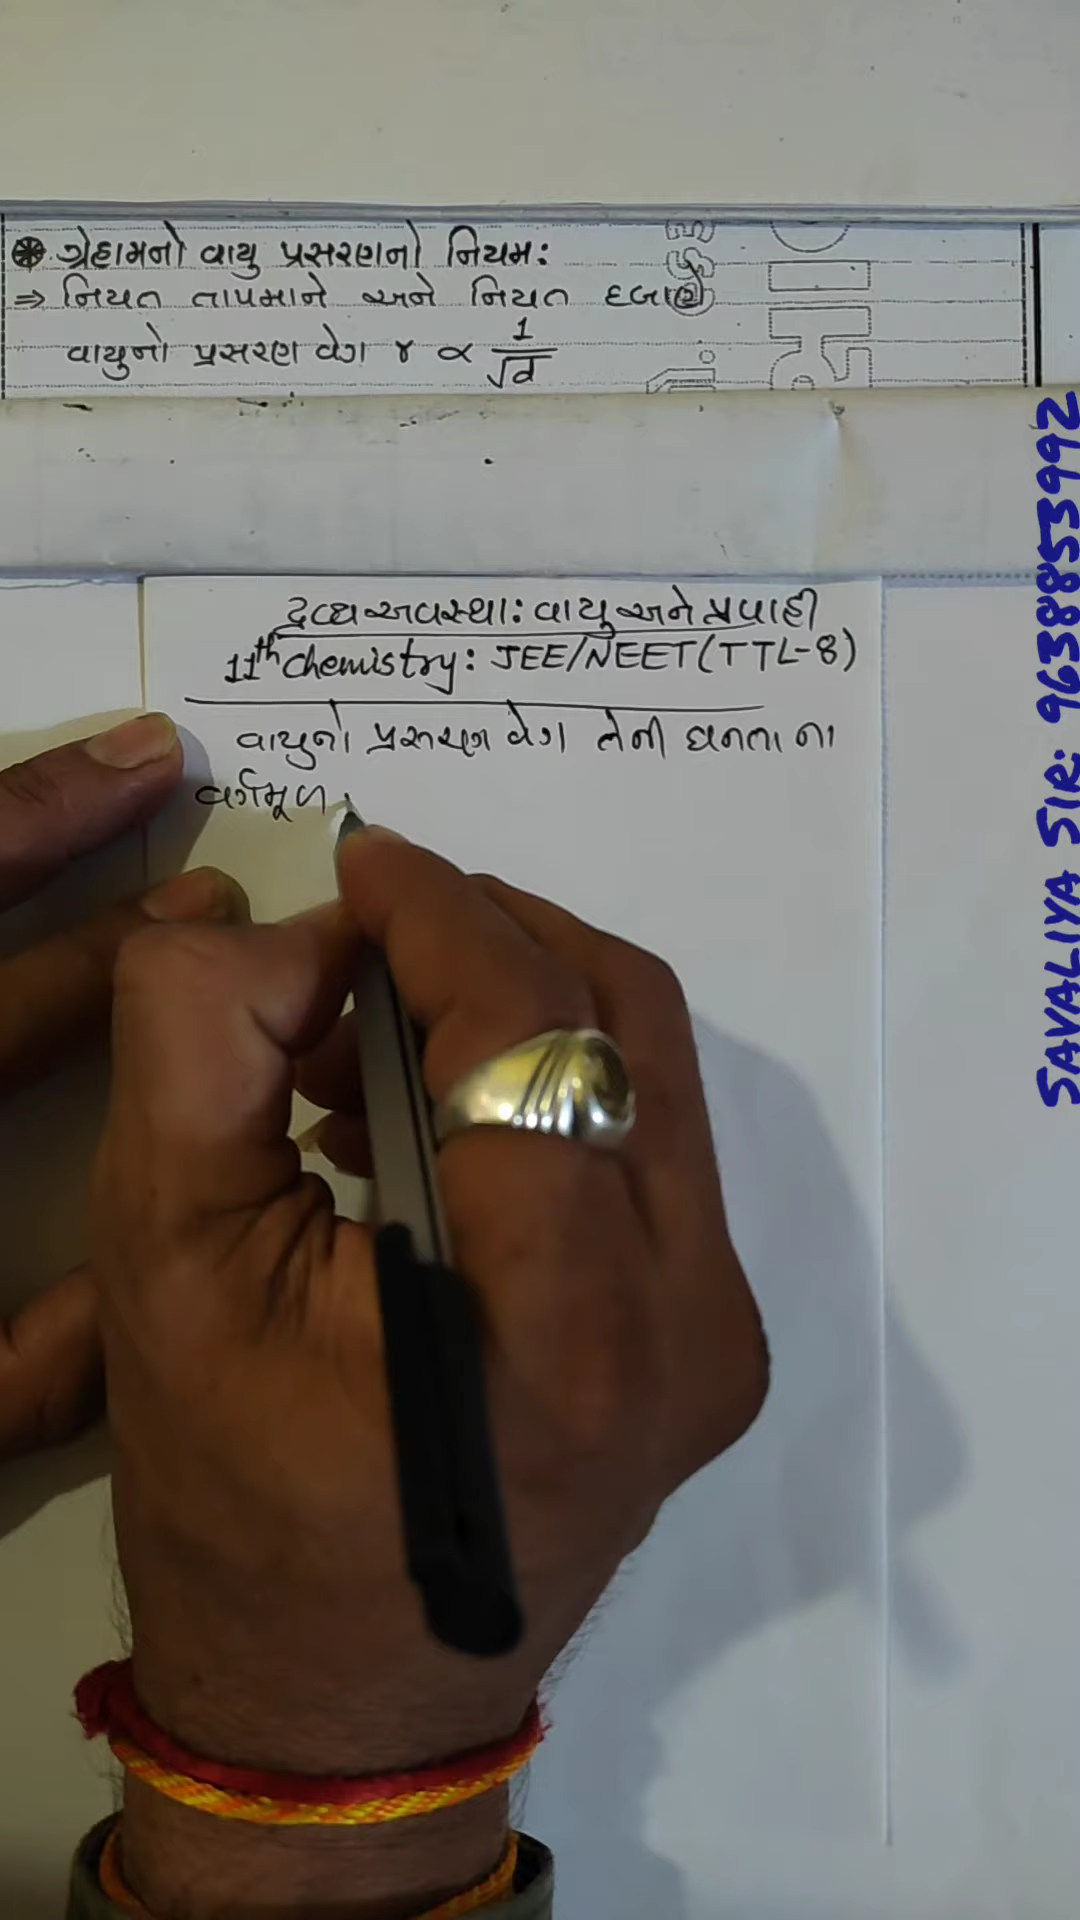 ગ્રેહામનો વાયુ પ્રસરણનો નિયમ:
⇒ નિયત તાપમાને અને નિયત દબાણે
વાયુનો પ્રસરણ વેગ r ∝ 1/√d
દ્રવ્ય અવસ્થા: વાયુ અને પ્રવાહી
11th chemistry: JEE/NEET (TTL-8)
વાયુનો પ્રસરણ વેગ તેની ઘનતા ના
વર્ગમૂળ
SAVALIYA SIR: 9638853992